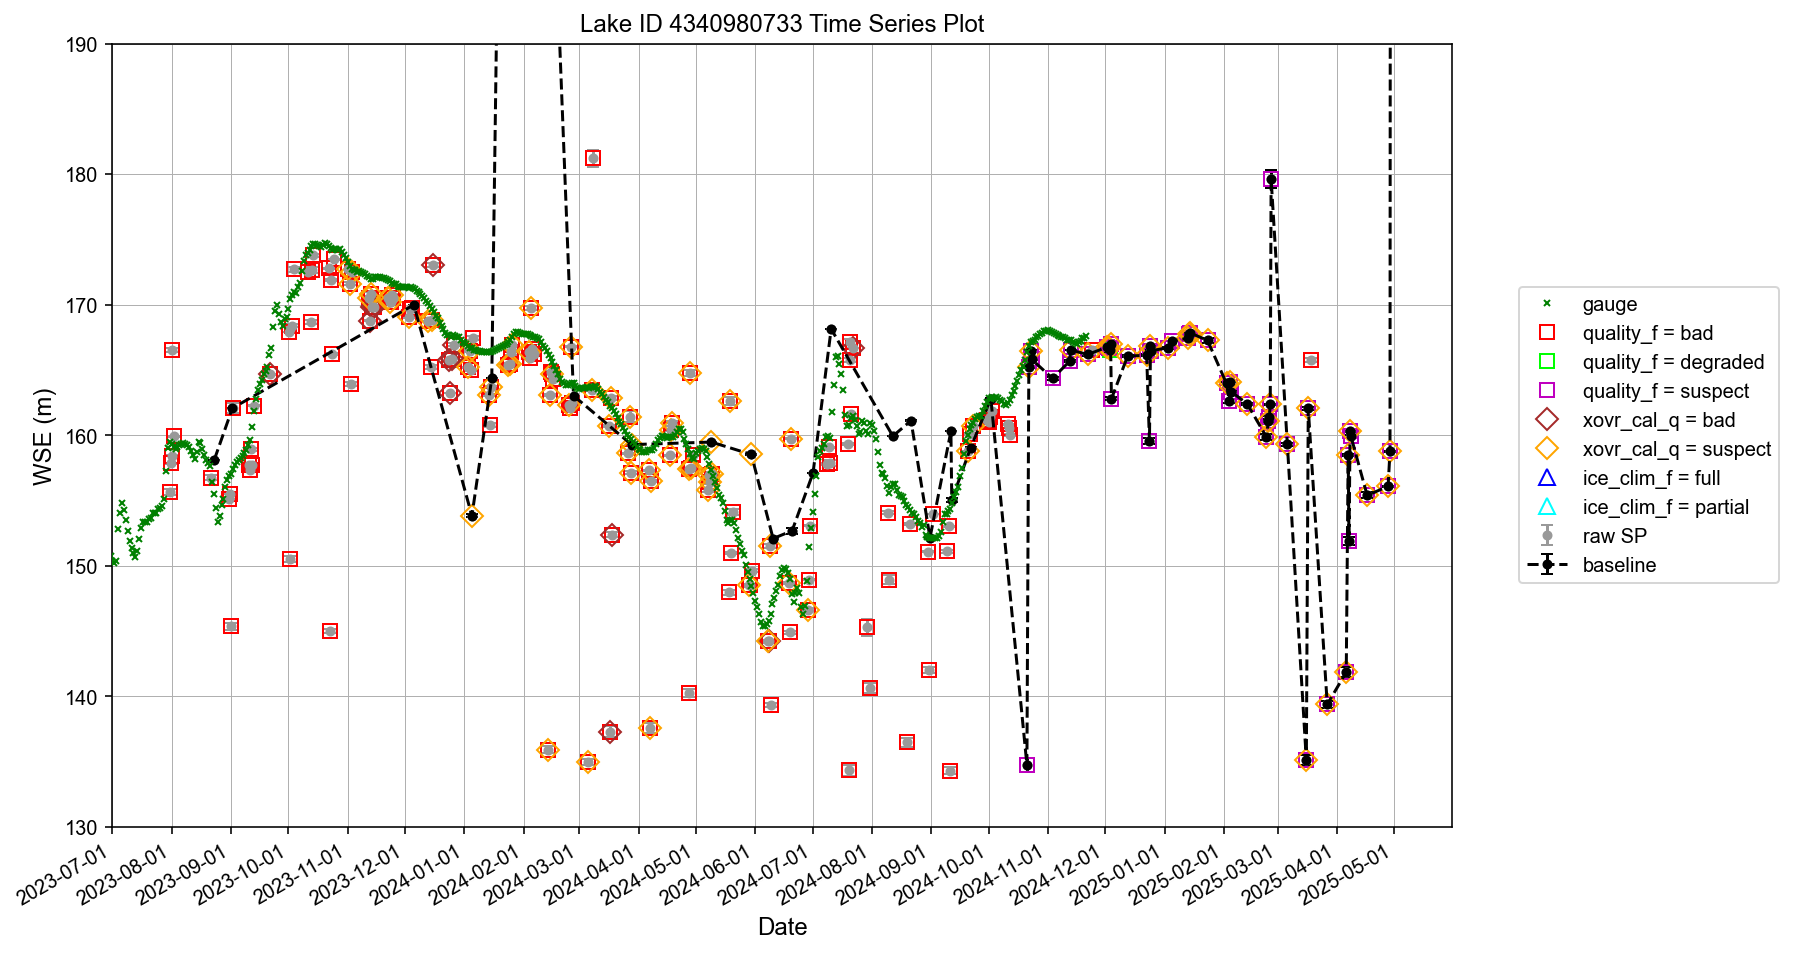 Lake ID 4340980733 Time Series Plot
WSE (m)
190
180
170
160
150
140
130
2023-07-01
2023-08-01
2023-09-01
2023-10-01
2023-11-01
2023-12-01
2024-01-01
2024-02-01
2024-03-01
2024-04-01
2024-05-01
2024-06-01
2024-07-01
2024-08-01
2024-09-01
2024-10-01
2024-11-01
2024-12-01
2025-01-01
2025-02-01
2025-03-01
2025-04-01
2025-05-01
Date
gauge
quality_f = bad
quality_f = degraded
quality_f = suspect
xovr_cal_q = bad
xovr_cal_q = suspect
ice_clim_f = full
ice_clim_f = partial
raw SP
baseline